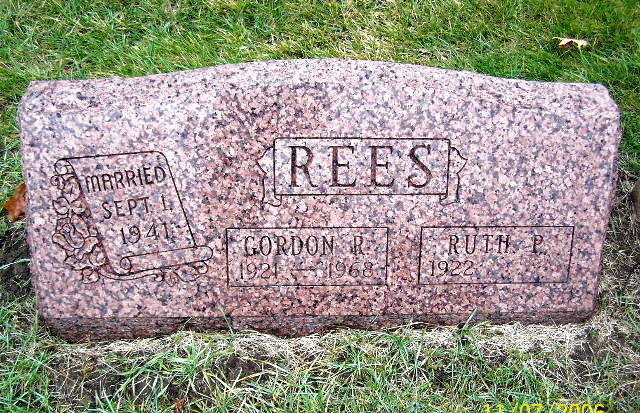 REES
MARRIED
SEPT. 1
1941
GORDON R.
1921 — 1968
RUTH P.
1922